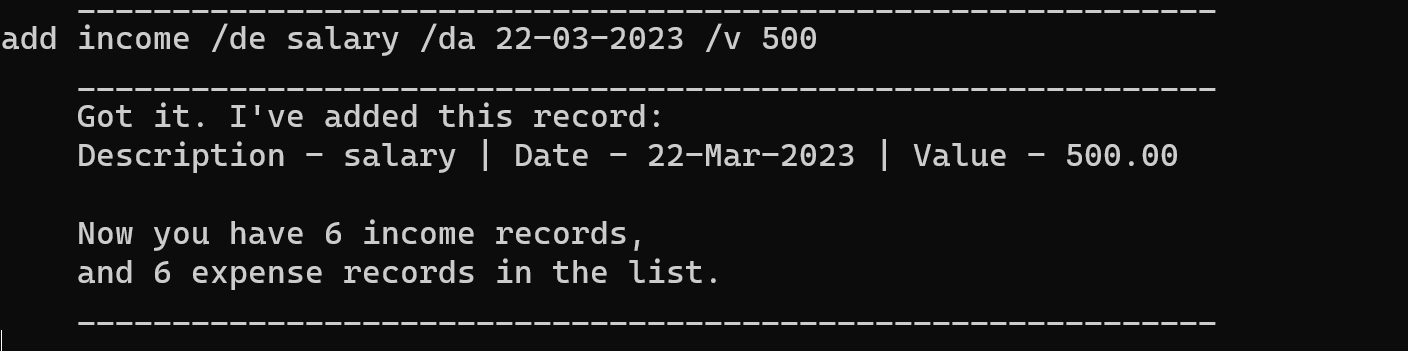 ____________________________________________________________
add income /de salary /da 22-03-2023 /v 500
____________________________________________________________
Got it. I've added this record:
Description - salary | Date - 22-Mar-2023 | Value - 500.00
Now you have 6 income records,
and 6 expense records in the list.
____________________________________________________________